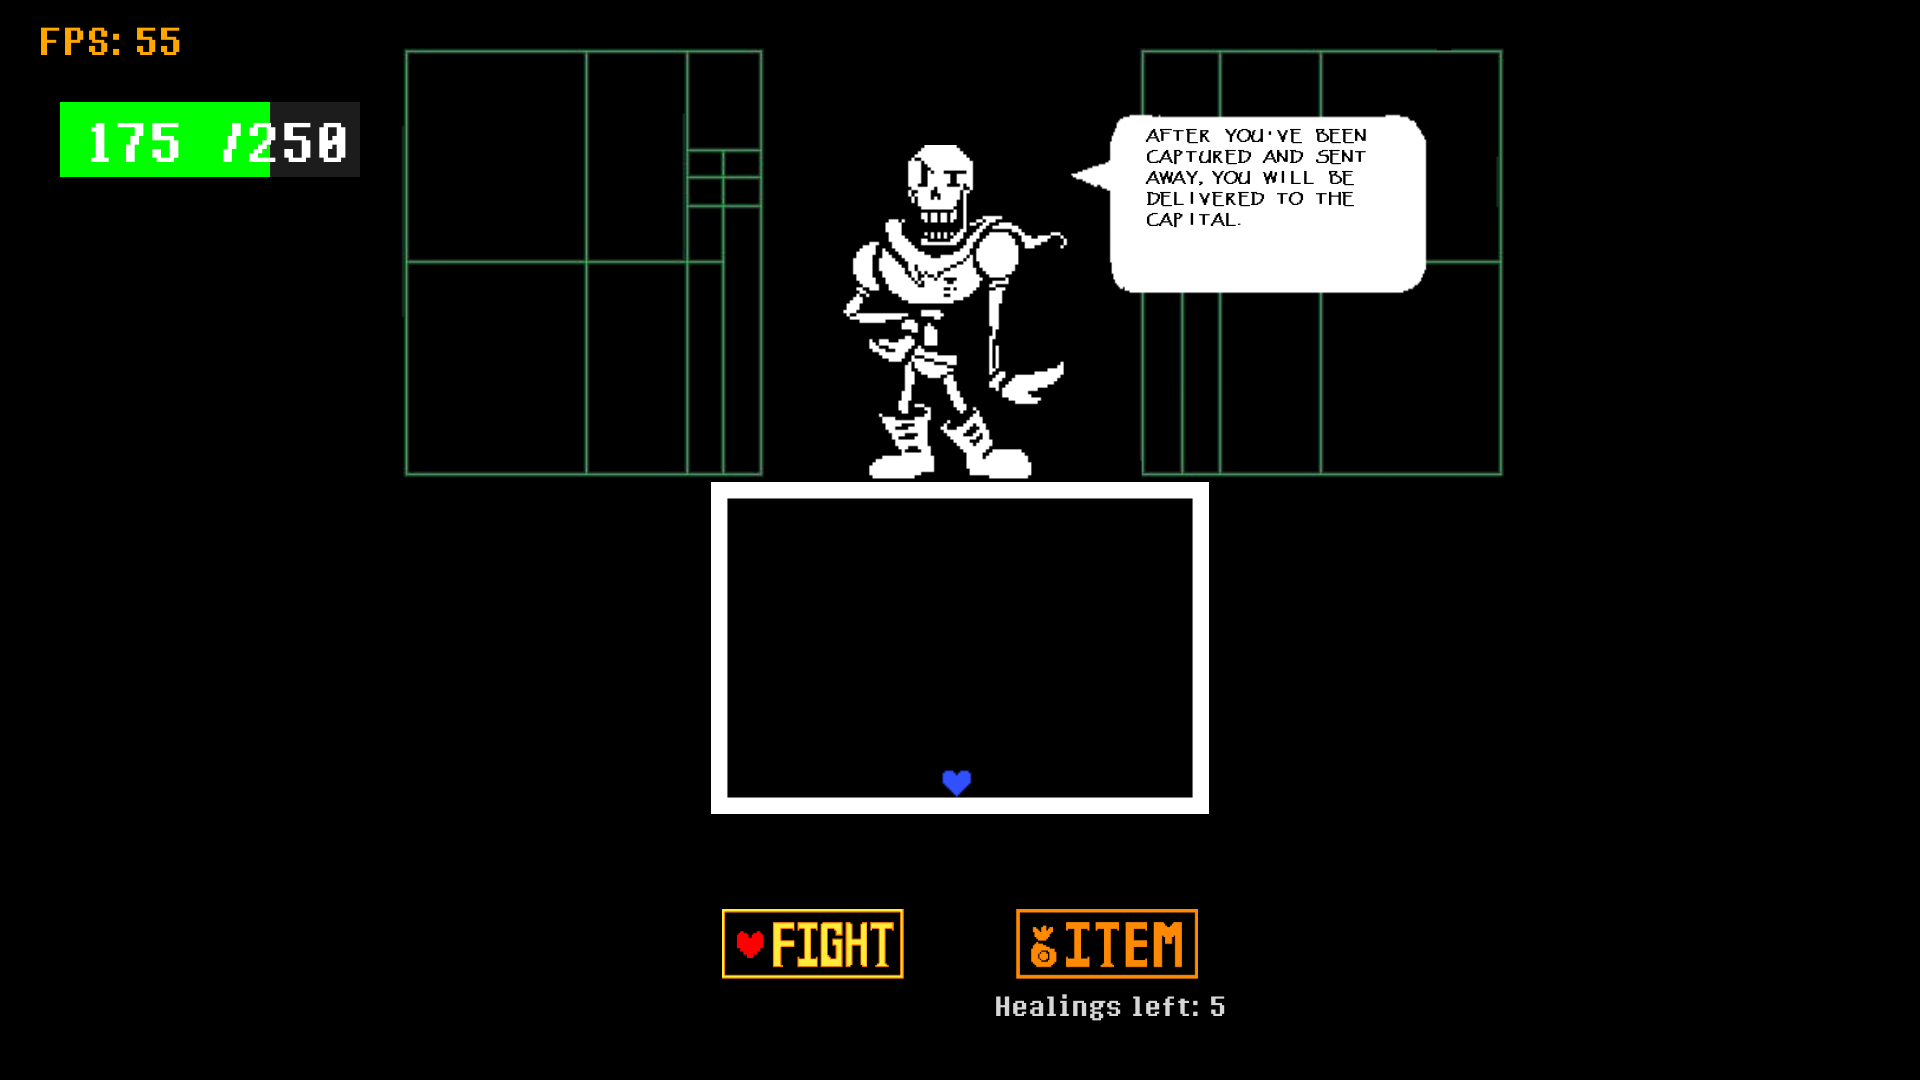 FPS: 55
175 /250
AFTER YOU'VE BEEN
CAPTURED AND SENT
AWAY, YOU WILL BE
DELIVERED TO THE
CAPITAL.
FIGHT
ITEM
Healings left: 5